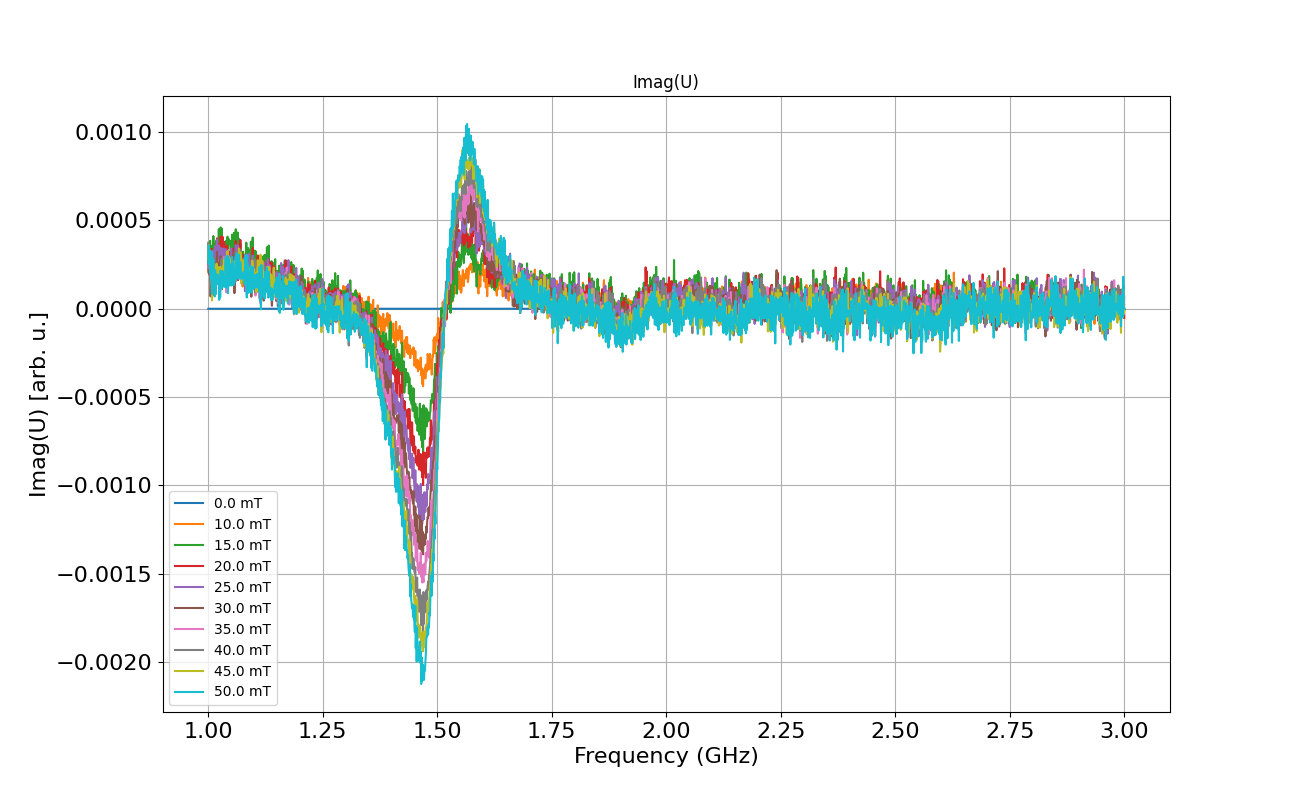 Imag(U)
Imag(U) [arb. u.]
0.0010
0.0005
0.0000
−0.0005
−0.0010
−0.0015
−0.0020
0.0 mT
10.0 mT
15.0 mT
20.0 mT
25.0 mT
30.0 mT
35.0 mT
40.0 mT
45.0 mT
50.0 mT
1.00 1.25 1.50 1.75 2.00 2.25 2.50 2.75 3.00
Frequency (GHz)